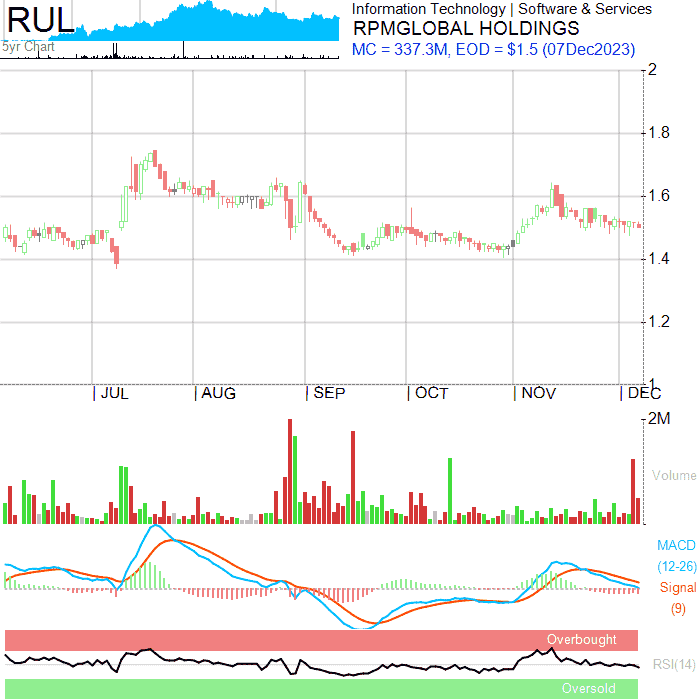 RUL
5yr Chart
Information Technology | Software & Services
RPMGLOBAL HOLDINGS
MC = 337.3M, EOD = $1.5 (07Dec2023)
2
1.8
1.6
1.4
1.2
1
JUL
AUG
SEP
OCT
NOV
DEC
2M
Volume
MACD
(12-26)
Signal
(9)
Overbought
RSI(14)
Oversold